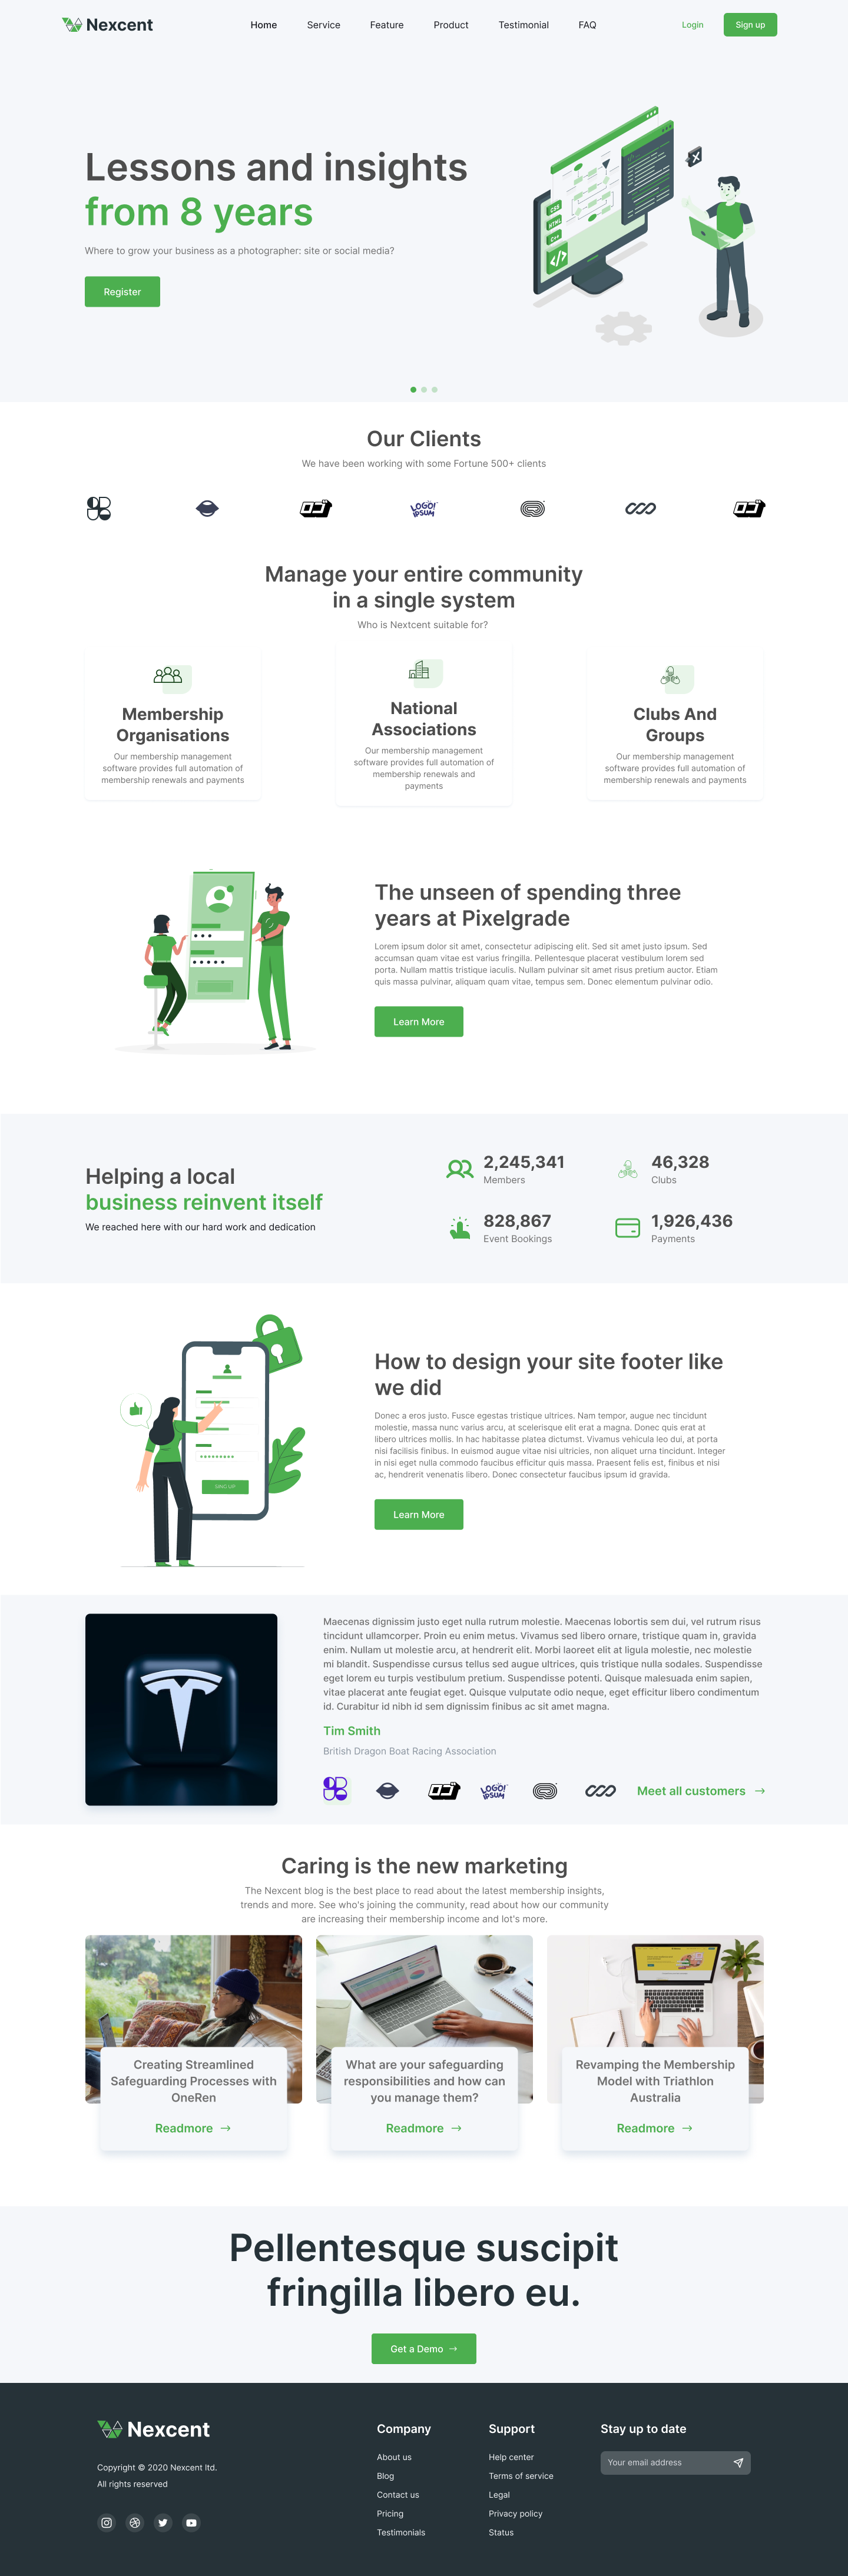 Nexcent
Home
Service
Feature
Product
Testimonial
FAQ
Login
Sign up
Lessons and insights
from 8 years
Where to grow your business as a photographer: site or social media?
Register
CSS
HTML
C++
</>
Our Clients
We have been working with some Fortune 500+ clients
LOGO!
IPSUM
Manage your entire community
in a single system
Who is Nextcent suitable for?
Membership
Organisations
Our membership management
software provides full automation of
membership renewals and payments
National
Associations
Our membership management
software provides full automation of
membership renewals and
payments
Clubs And
Groups
Our membership management
software provides full automation of
membership renewals and payments
The unseen of spending three
years at Pixelgrade
Lorem ipsum dolor sit amet, consectetur adipiscing elit. Sed sit amet justo ipsum. Sed
accumsan quam vitae est varius fringilla. Pellentesque placerat vestibulum lorem sed
porta. Nullam mattis tristique iaculis. Nullam pulvinar sit amet risus pretium auctor. Etiam
quis massa pulvinar, aliquam quam vitae, tempus sem. Donec elementum pulvinar odio.
Learn More
Helping a local
business reinvent itself
We reached here with our hard work and dedication
2,245,341
Members
46,328
Clubs
828,867
Event Bookings
1,926,436
Payments
SING UP
How to design your site footer like
we did
Donec a eros justo. Fusce egestas tristique ultrices. Nam tempor, augue nec tincidunt
molestie, massa nunc varius arcu, at scelerisque elit erat a magna. Donec quis erat at
libero ultrices mollis. In hac habitasse platea dictumst. Vivamus vehicula leo dui, at porta
nisi facilisis finibus. In euismod augue vitae nisi ultricies, non aliquet urna tincidunt. Integer
in nisi eget nulla commodo faucibus efficitur quis massa. Praesent felis est, finibus et nisi
ac, hendrerit venenatis libero. Donec consectetur faucibus ipsum id gravida.
Learn More
Maecenas dignissim justo eget nulla rutrum molestie. Maecenas lobortis sem dui, vel rutrum risus
tincidunt ullamcorper. Proin eu enim metus. Vivamus sed libero ornare, tristique quam in, gravida
enim. Nullam ut molestie arcu, at hendrerit elit. Morbi laoreet elit at ligula molestie, nec molestie
mi blandit. Suspendisse cursus tellus sed augue ultrices, quis tristique nulla sodales. Suspendisse
eget lorem eu turpis vestibulum pretium. Suspendisse potenti. Quisque malesuada enim sapien,
vitae placerat ante feugiat eget. Quisque vulputate odio neque, eget efficitur libero condimentum
id. Curabitur id nibh id sem dignissim finibus ac sit amet magna.
Tim Smith
British Dragon Boat Racing Association
LOGO!
IPSUM
Meet all customers →
Caring is the new marketing
The Nexcent blog is the best place to read about the latest membership insights,
trends and more. See who's joining the community, read about how our community
are increasing their membership income and lot's more.
Creating Streamlined
Safeguarding Processes with
OneRen
Readmore →
What are your safeguarding
responsibilities and how can
you manage them?
Readmore →
Revamping the Membership
Model with Triathlon
Australia
Readmore →
Pellentesque suscipit
fringilla libero eu.
Get a Demo →
Nexcent
Copyright © 2020 Nexcent ltd.
All rights reserved
Company
About us
Blog
Contact us
Pricing
Testimonials
Support
Help center
Terms of service
Legal
Privacy policy
Status
Stay up to date
Your email address